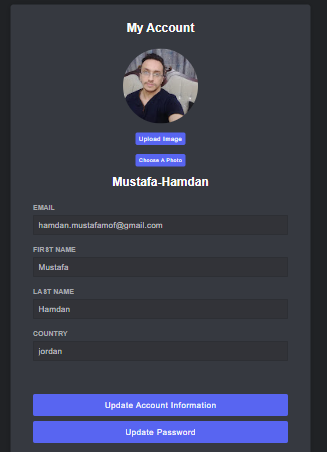 My Account
Upload Image
Choose A Photo
Mustafa-Hamdan
EMAIL
hamdan.mustafamof@gmail.com
FIRST NAME
Mustafa
LAST NAME
Hamdan
COUNTRY
jordan
Update Account Information
Update Password